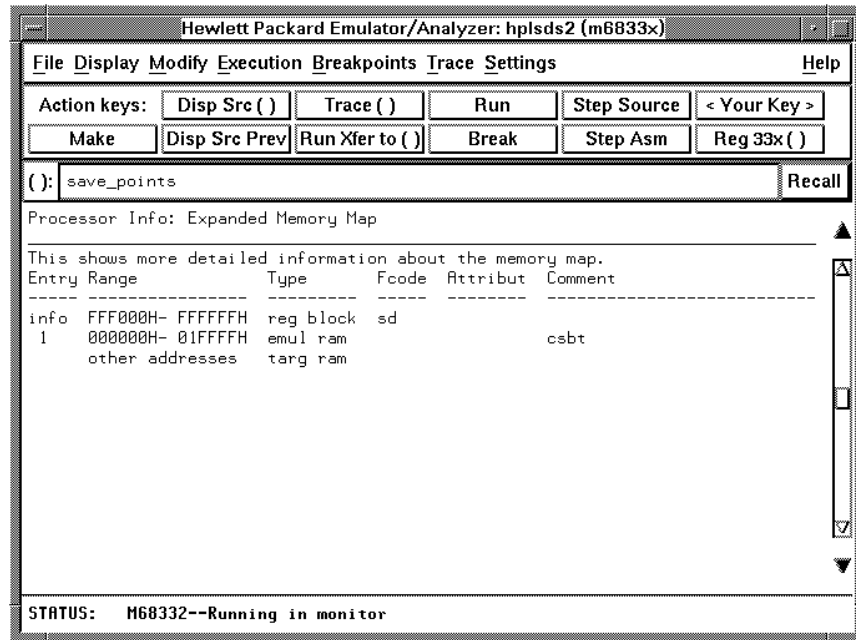 Hewlett Packard Emulator/Analyzer: hplsds2 (m6833x)
File Display Modify Execution Breakpoints Trace Settings Help
Action keys: Disp Src ( ) Trace ( ) Run Step Source < Your Key >
Make Disp Src Prev Run Xfer to ( ) Break Step Asm Reg 33x ( )
( ): save_points Recall
Processor Info: Expanded Memory Map
This shows more detailed information about the memory map.
Entry Range Type Fcode Attribut Comment
----- ----------------- ---------- ----- -------- ---------------------------
info FFF000H- FFFFFFH reg block sd
1 000000H- 01FFFFH emul ram csbt
other addresses targ ram
STATUS: M68332--Running in monitor